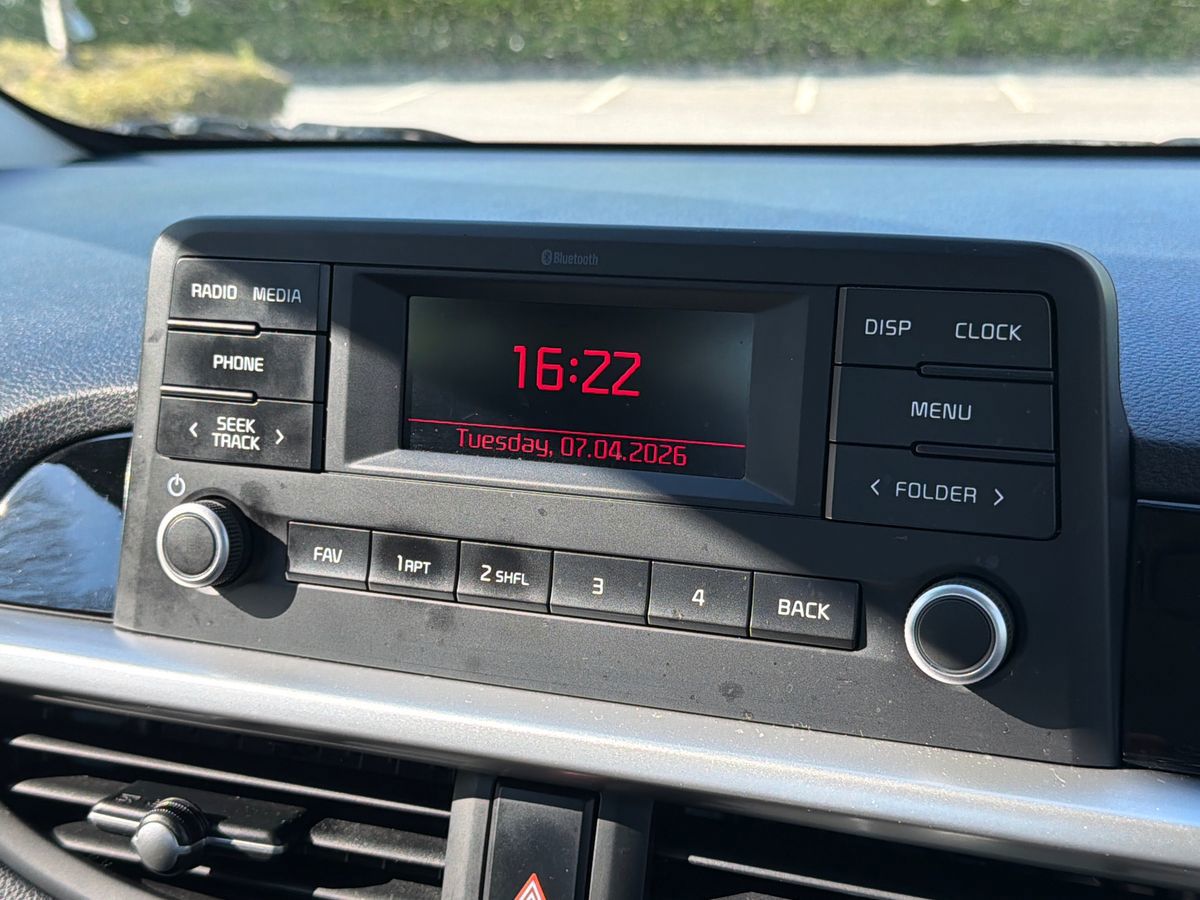 Bluetooth
RADIO MEDIA
PHONE
< SEEK TRACK >
16:22
Tuesday, 07.04.2026
DISP CLOCK
MENU
< FOLDER >
FAV
1 RPT
2 SHFL
3
4
BACK